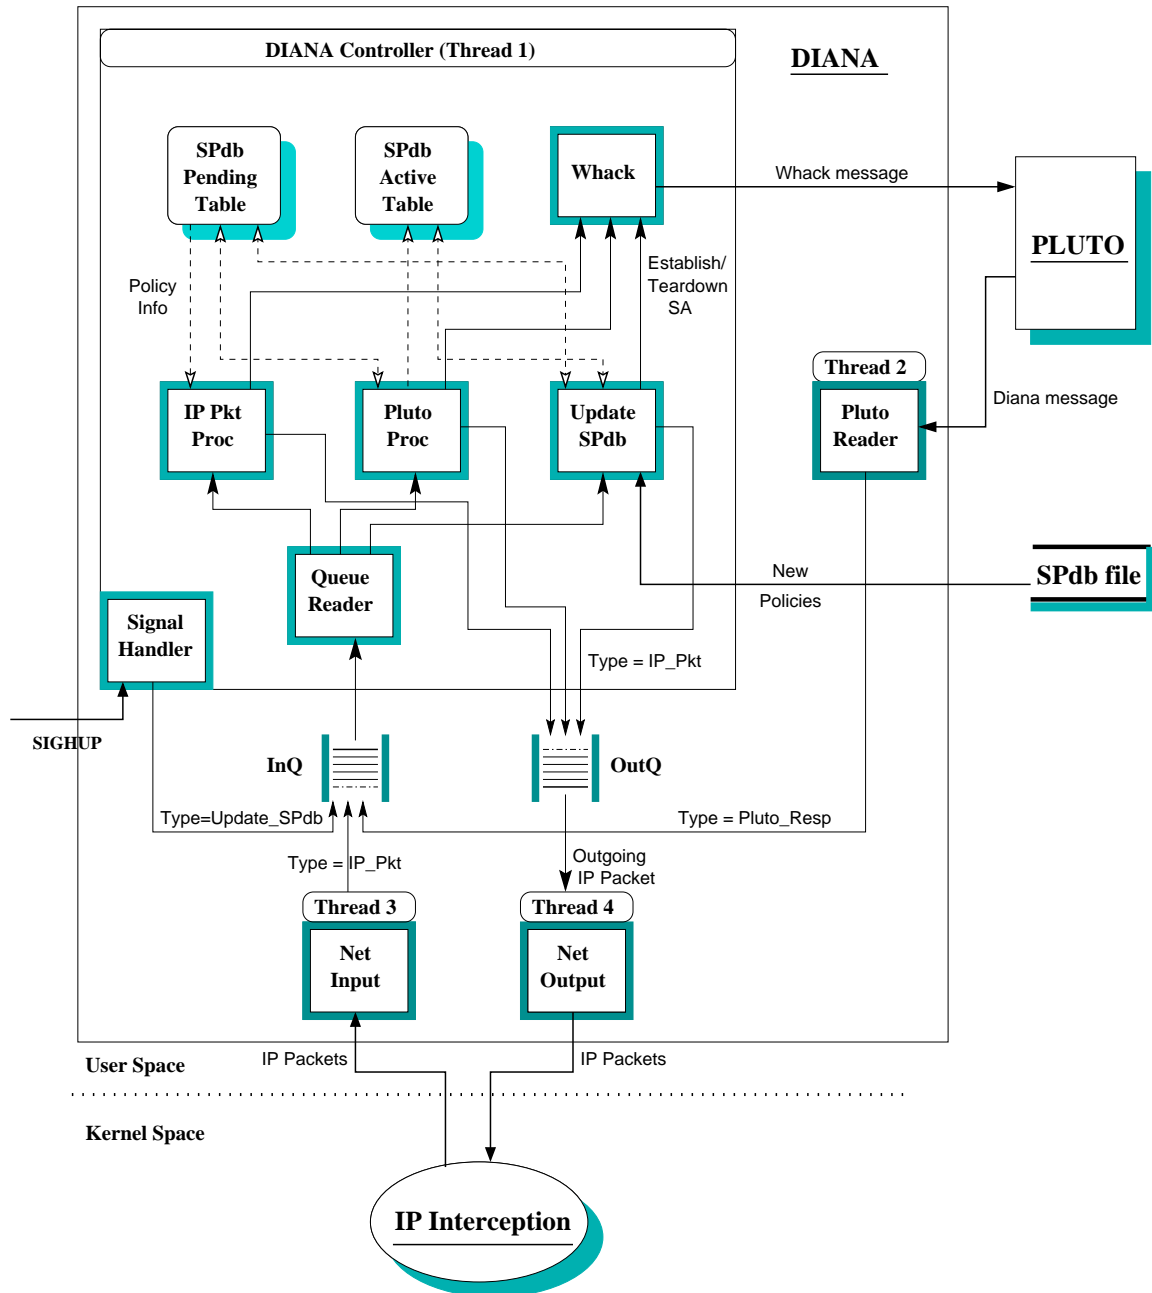 DIANA Controller (Thread 1)
DIANA
SPdb
Pending
Table
SPdb
Active
Table
Whack
Whack message
PLUTO
Policy
Info
Establish/
Teardown
SA
Thread 2
IP Pkt
Proc
Pluto
Proc
Update
SPdb
Pluto
Reader
Diana message
Queue
Reader
New
Policies
SPdb file
Signal
Handler
Type = IP_Pkt
SIGHUP
InQ
OutQ
Type=Update_SPdb
Type = Pluto_Resp
Type = IP_Pkt
Outgoing
IP Packet
Thread 3
Thread 4
Net
Input
Net
Output
IP Packets
IP Packets
User Space
Kernel Space
IP Interception